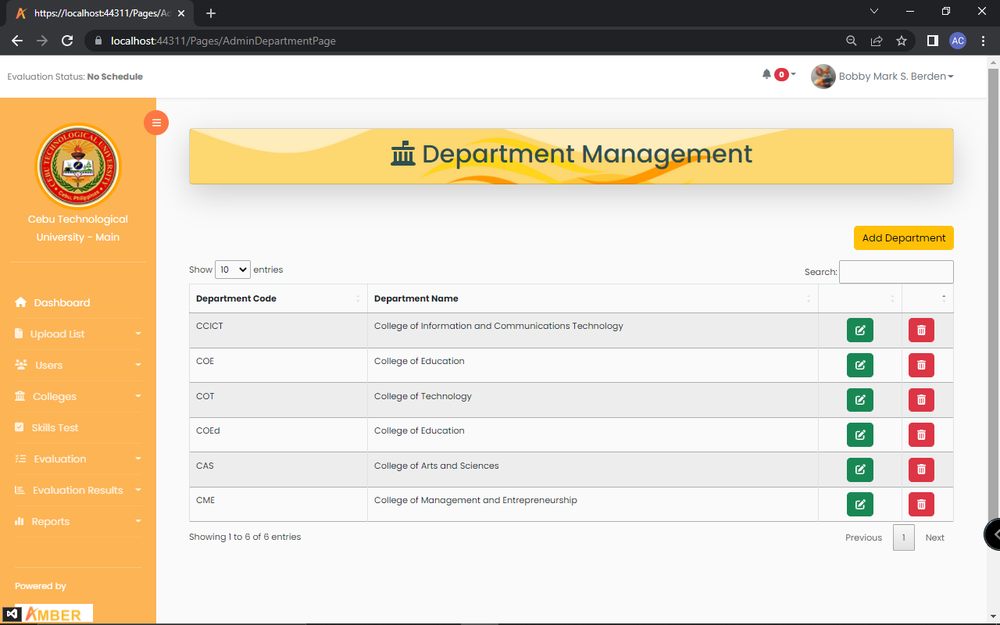 https://localhost:44311/Pages/Ad
localhost:44311/Pages/AdminDepartmentPage
AC
Evaluation Status: No Schedule
0
Bobby Mark S. Berden
CEBU TECHNOLOGICAL UNIVERSITY
Cebu, Philippines
Cebu Technological
University - Main
Dashboard
Upload List
Users
Colleges
Skills Test
Evaluation
Evaluation Results
Reports
Powered by
AMBER
Department Management
Add Department
Show 10 entries
Search:
Department Code Department Name
CCICT College of Information and Communications Technology
COE College of Education
COT College of Technology
COEd College of Education
CAS College of Arts and Sciences
CME College of Management and Entrepreneurship
Showing 1 to 6 of 6 entries
Previous 1 Next